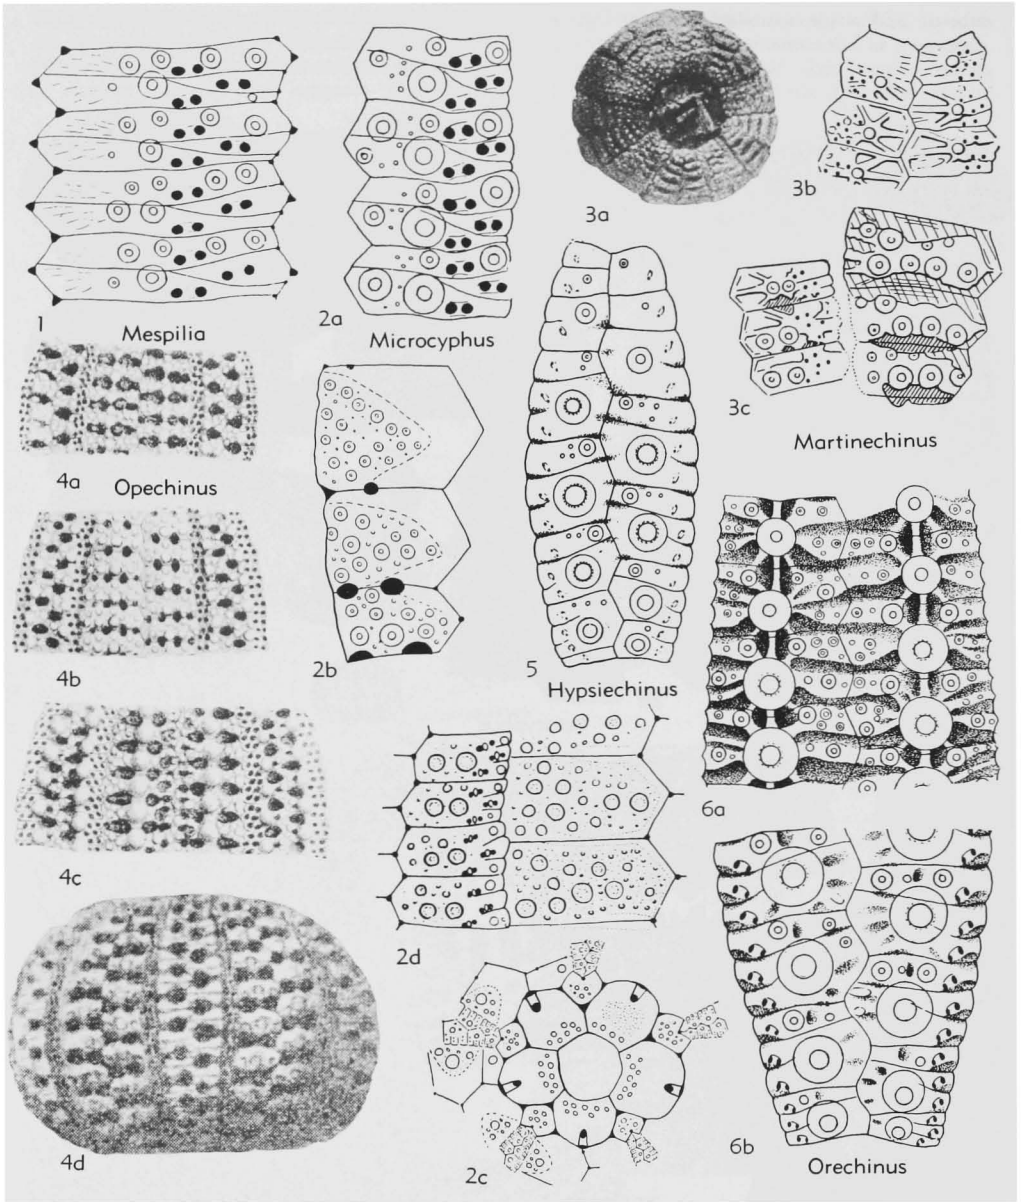 1
Mespilia
2a
Microcyphus
3a
3b
3c
Martinechinus
4a
Opechinus
4b
2b
5
Hypsiechinus
4c
2d
6a
4d
2c
6b
Orechinus